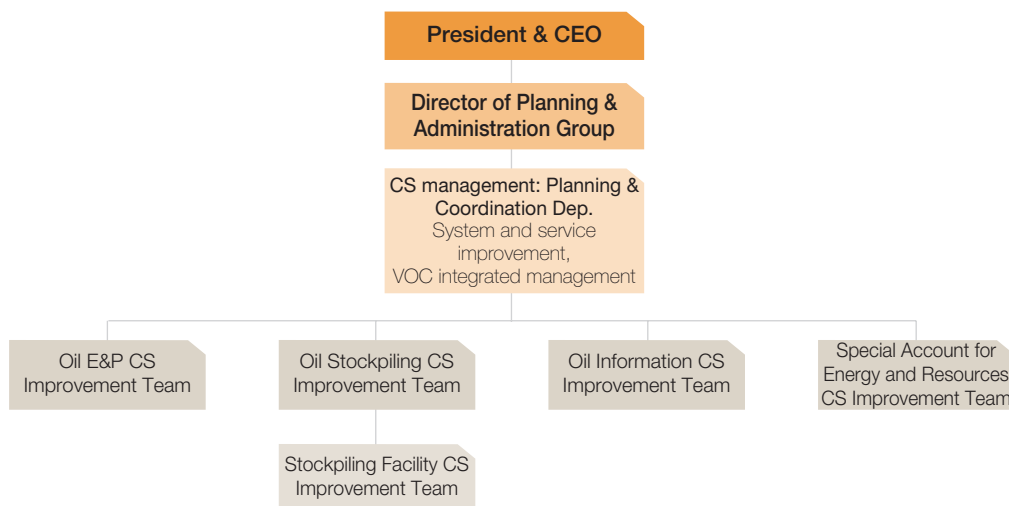 President & CEO
Director of Planning &
Administration Group
CS management: Planning &
Coordination Dep.
System and service
improvement,
VOC integrated management
Oil E&P CS
Improvement Team
Oil Stockpiling CS
Improvement Team
Oil Information CS
Improvement Team
Special Account for
Energy and Resources
CS Improvement Team
Stockpiling Facility CS
Improvement Team